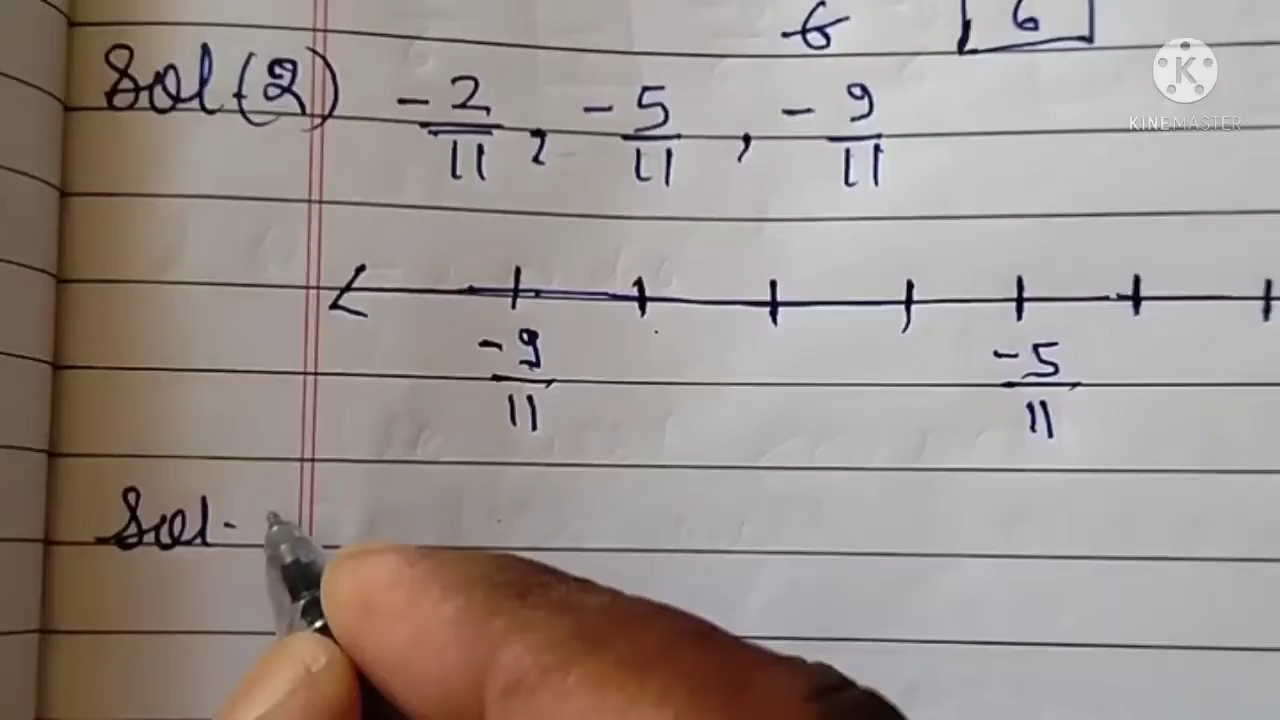 6 6
K
KINEMASTER
Sol (2) -2/11, -5/11, -9/11
-9/11 -5/11
Sol.